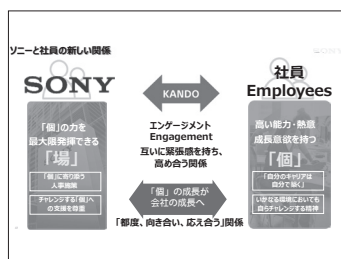 ソニーと社員の新しい関係
SONY
「個」の力を
最大限発揮できる
「場」
「個」に寄り添う
人事施策
チャレンジする「個」へ
の支援を尊重
KANDO
エンゲージメント
Engagement
互いに緊張感を持ち、
高め合う関係
「個」の成長が
会社の成長へ
「都度、向き合い、応え合う」関係
社員
Employees
高い能力・熱意
成長意欲を持つ
「個」
「自分のキャリアは
自分で築く」
いかなる環境においても
自らチャレンジする精神